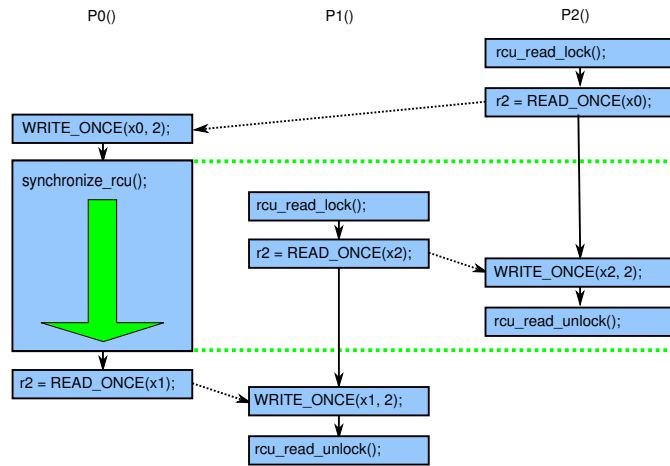 P0()
P1()
P2()
rcu_read_lock();
r2 = READ_ONCE(x0);
WRITE_ONCE(x0, 2);
synchronize_rcu();
rcu_read_lock();
r2 = READ_ONCE(x2);
WRITE_ONCE(x2, 2);
rcu_read_unlock();
r2 = READ_ONCE(x1);
WRITE_ONCE(x1, 2);
rcu_read_unlock();